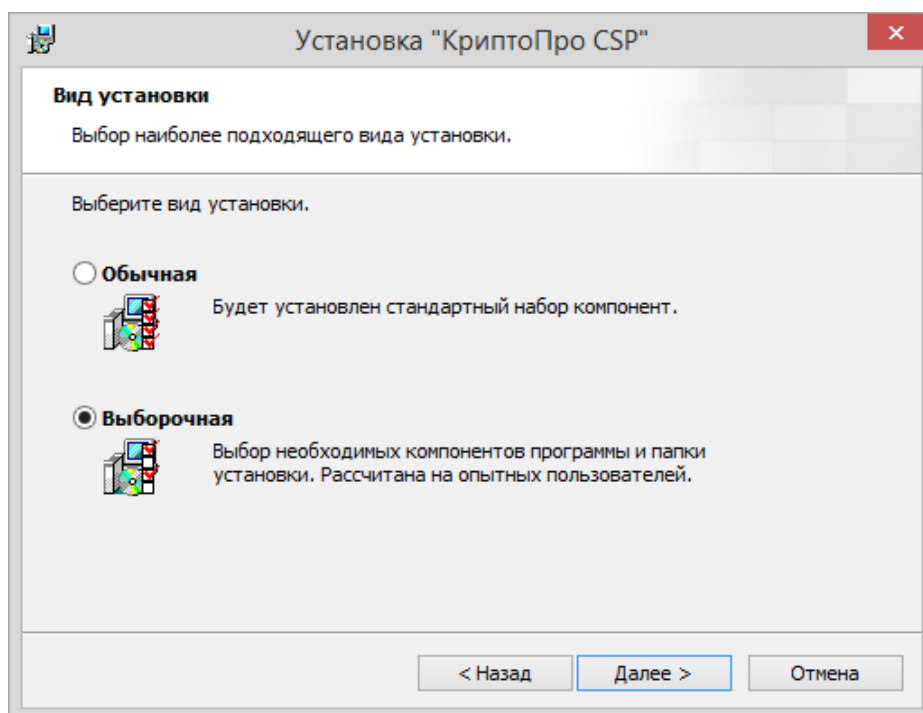 Установка "КриптоПро CSP"
Вид установки
Выбор наиболее подходящего вида установки.
Выберите вид установки.
Обычная
Будет установлен стандартный набор компонент.
Выборочная
Выбор необходимых компонентов программы и папки
установки. Рассчитана на опытных пользователей.
< Назад
Далее >
Отмена